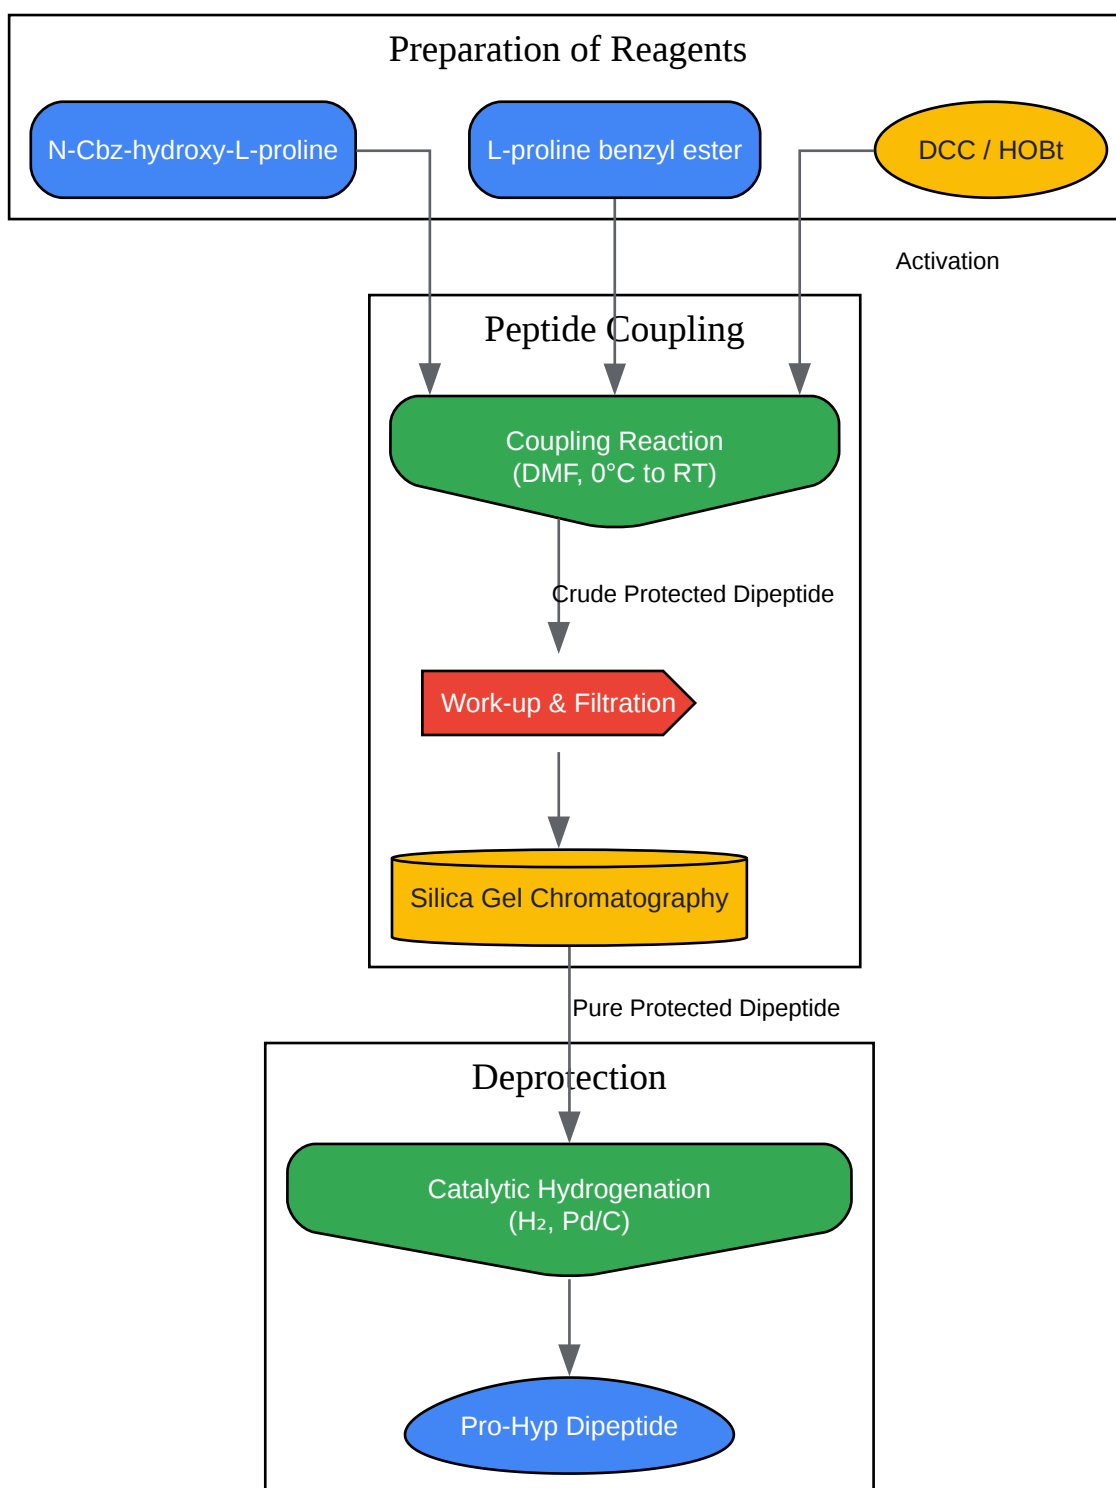 Preparation of Reagents
N-Cbz-hydroxy-L-proline
L-proline benzyl ester
DCC / HOBt
Activation
Peptide Coupling
Coupling Reaction
(DMF, 0°C to RT)
Crude Protected Dipeptide
Work-up & Filtration
Silica Gel Chromatography
Pure Protected Dipeptide
Deprotection
Catalytic Hydrogenation
(H₂, Pd/C)
Pro-Hyp Dipeptide